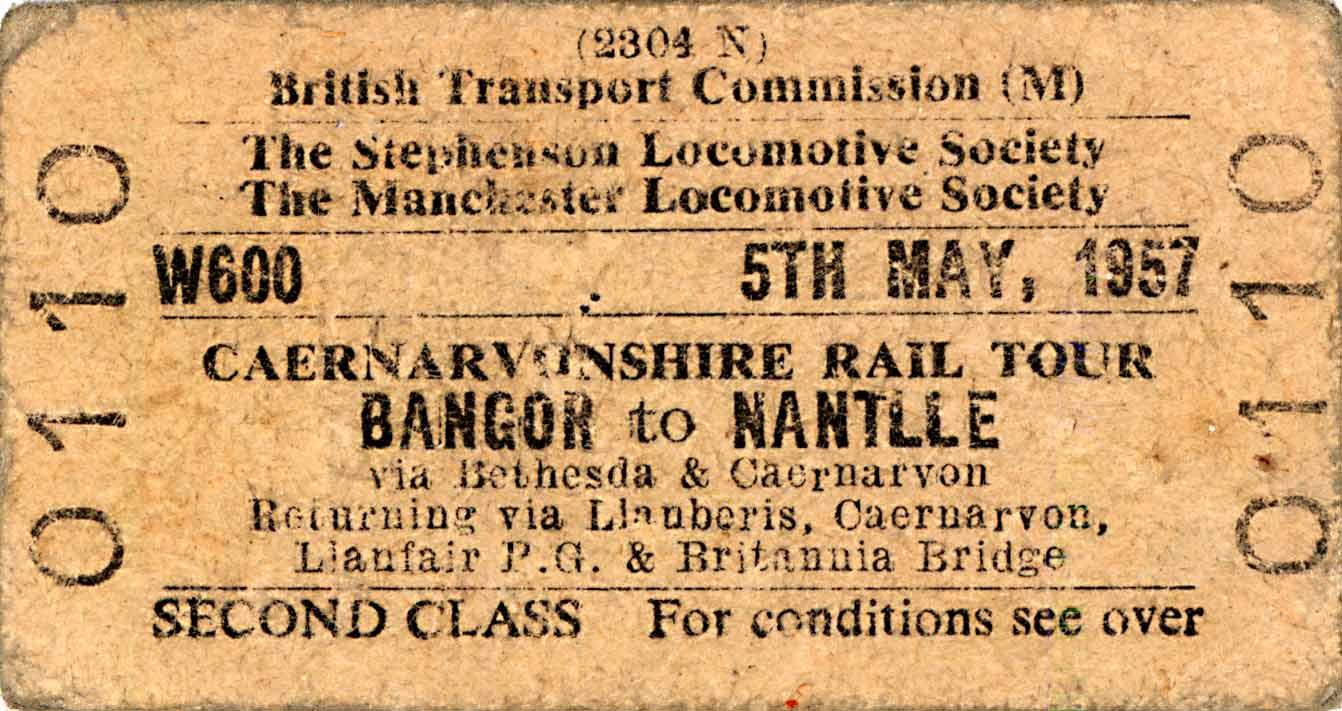 (2304 N)
British Transport Commission (M)
The Stephenson Locomotive Society
The Manchester Locomotive Society
W600 5TH MAY, 1957
CAERNARVONSHIRE RAIL TOUR
BANGOR to NANTLLE
via Bethesda & Caernarvon
Returning via Llanberis, Caernarvon,
Llanfair P.G. & Britannia Bridge
SECOND CLASS For conditions see over
0110
0110